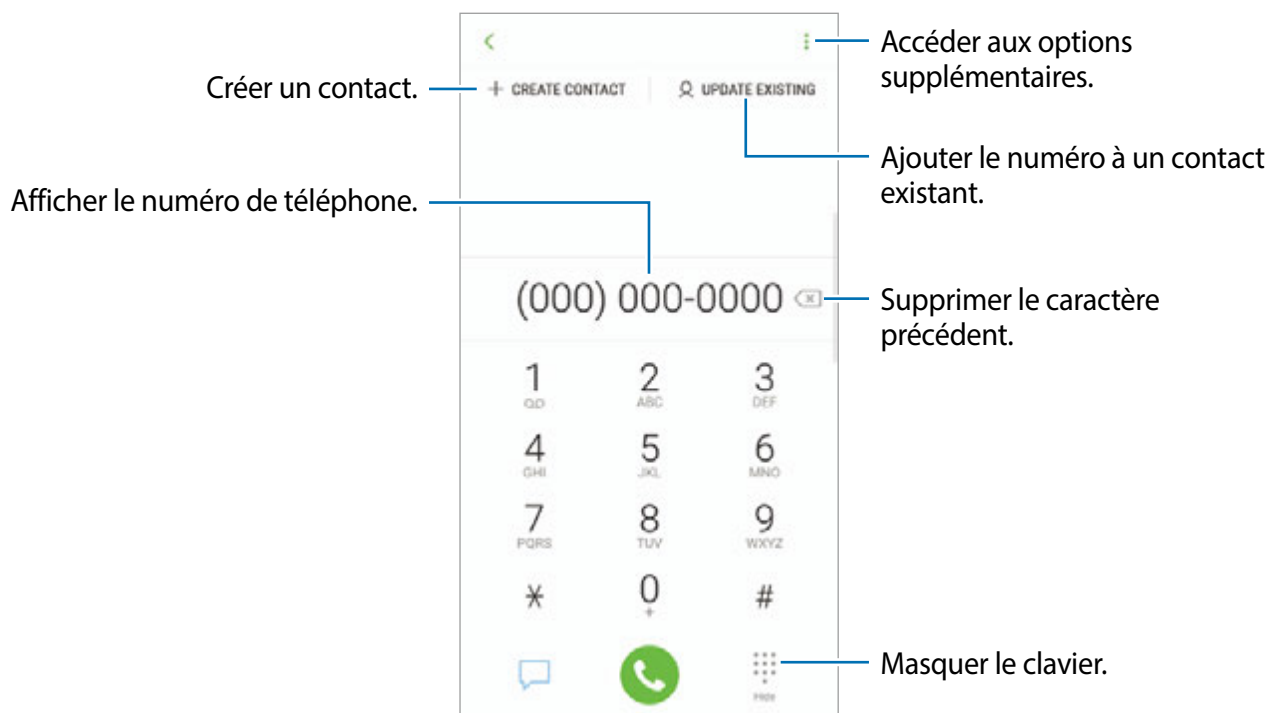 Accéder aux options
supplémentaires.
Créer un contact.
CREATE CONTACT
UPDATE EXISTING
Ajouter le numéro à un contact
existant.
Afficher le numéro de téléphone.
(000) 000-0000
Supprimer le caractère
précédent.
1 2 3
ABC DEF
4 5 6
GHI JKL MNO
7 8 9
PQRS TUV WXYZ
* 0 #
+
Masquer le clavier.
Hide